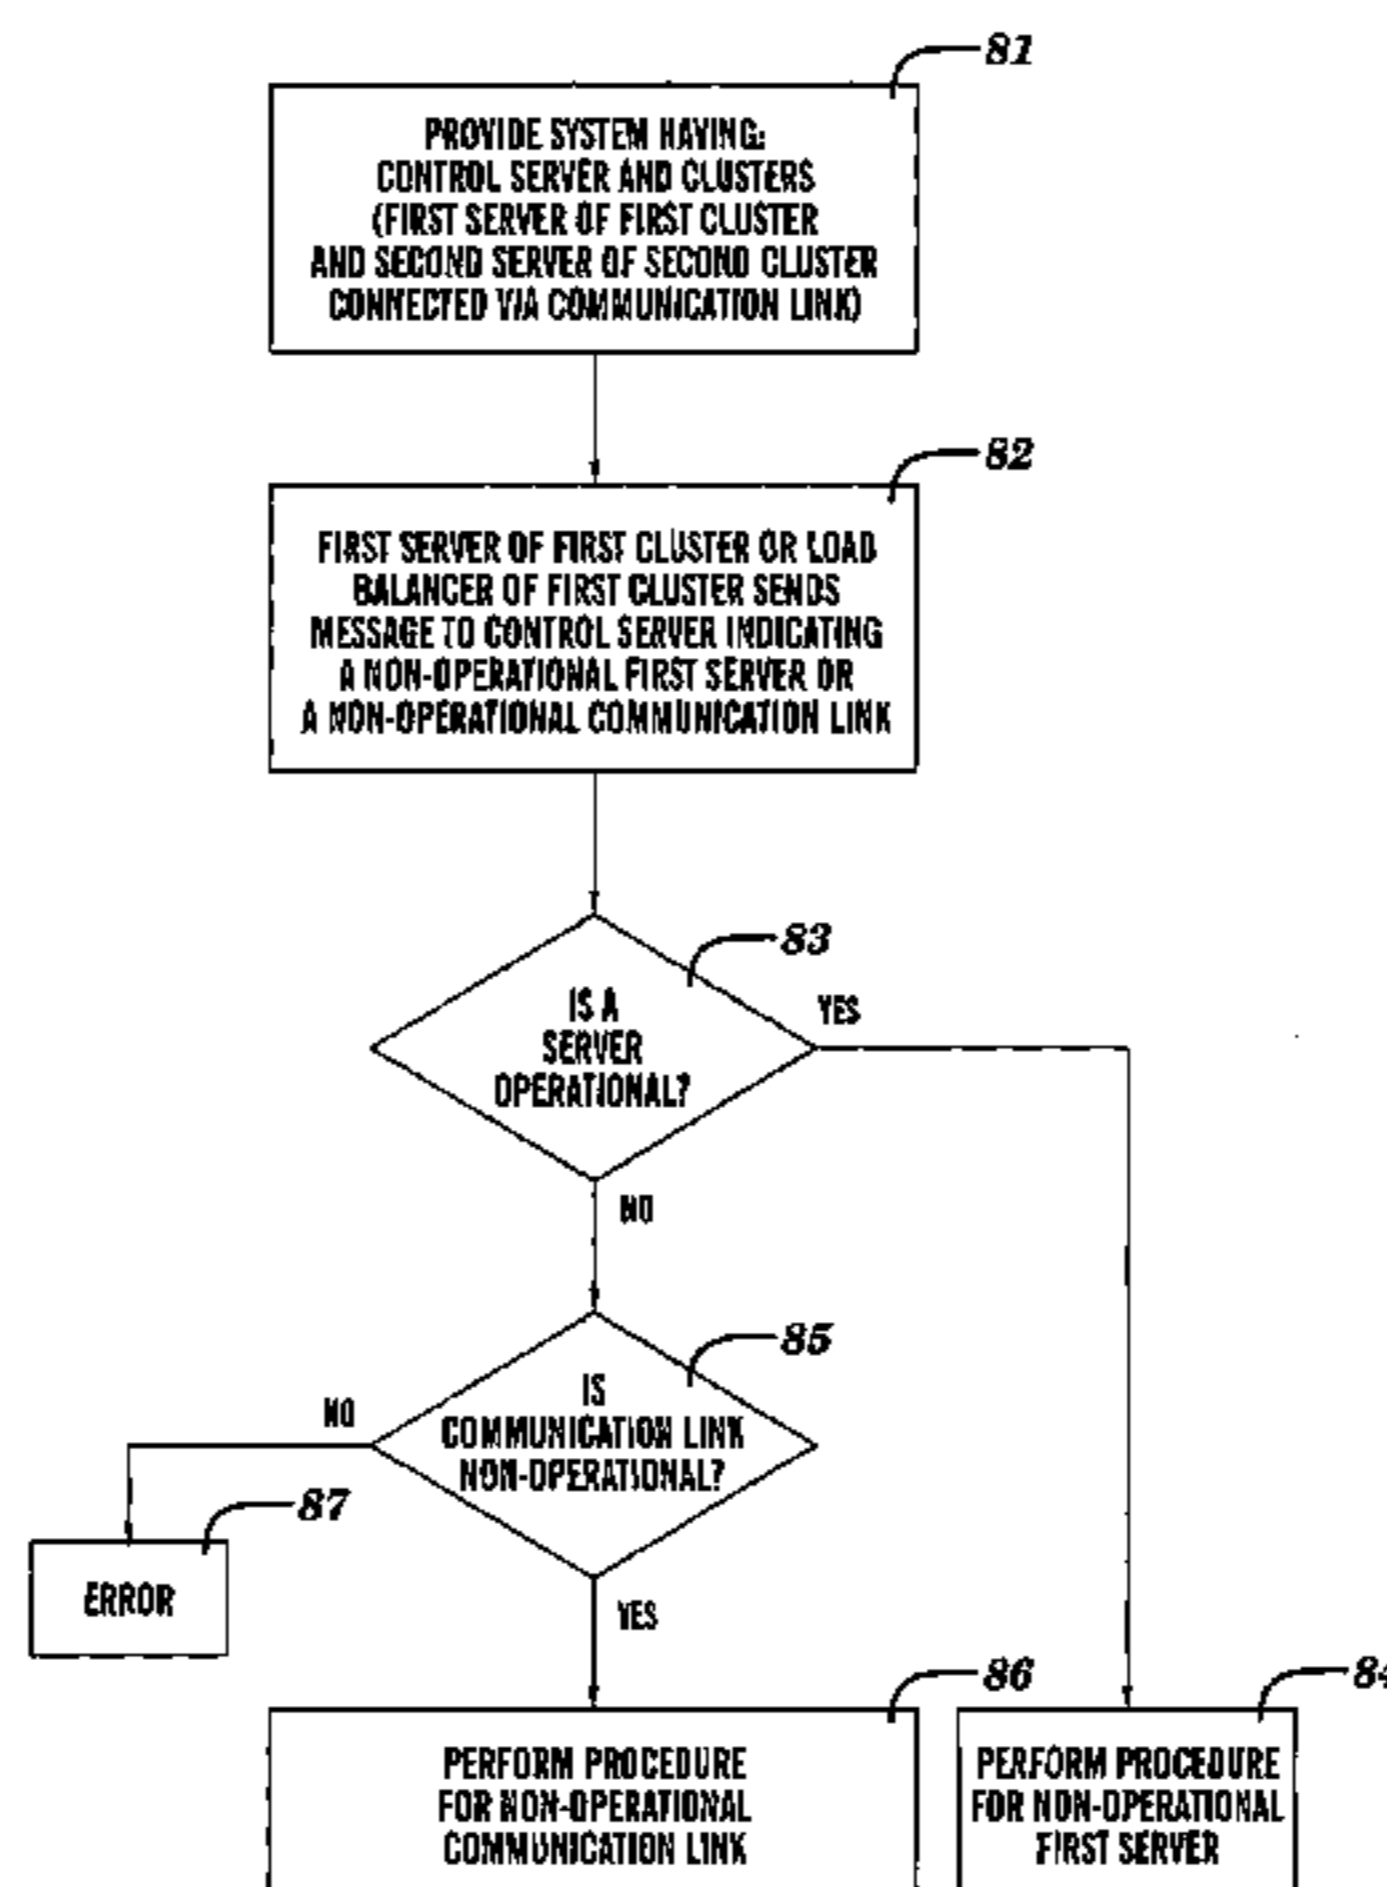 81
PROVIDE SYSTEM HAVING:
CONTROL SERVER AND CLUSTERS
(FIRST SERVER OF FIRST CLUSTER
AND SECOND SERVER OF SECOND CLUSTER
CONNECTED VIA COMMUNICATION LINK)
82
FIRST SERVER OF FIRST CLUSTER OR LOAD
BALANCER OF FIRST CLUSTER SENDS
MESSAGE TO CONTROL SERVER INDICATING
A NON-OPERATIONAL FIRST SERVER OR
A NON-OPERATIONAL COMMUNICATION LINK
83
IS A
SERVER
OPERATIONAL?
YES
NO
85
IS
COMMUNICATION LINK
NON-OPERATIONAL?
NO
87
ERROR
YES
86
PERFORM PROCEDURE
FOR NON-OPERATIONAL
COMMUNICATION LINK
84
PERFORM PROCEDURE
FOR NON-OPERATIONAL
FIRST SERVER